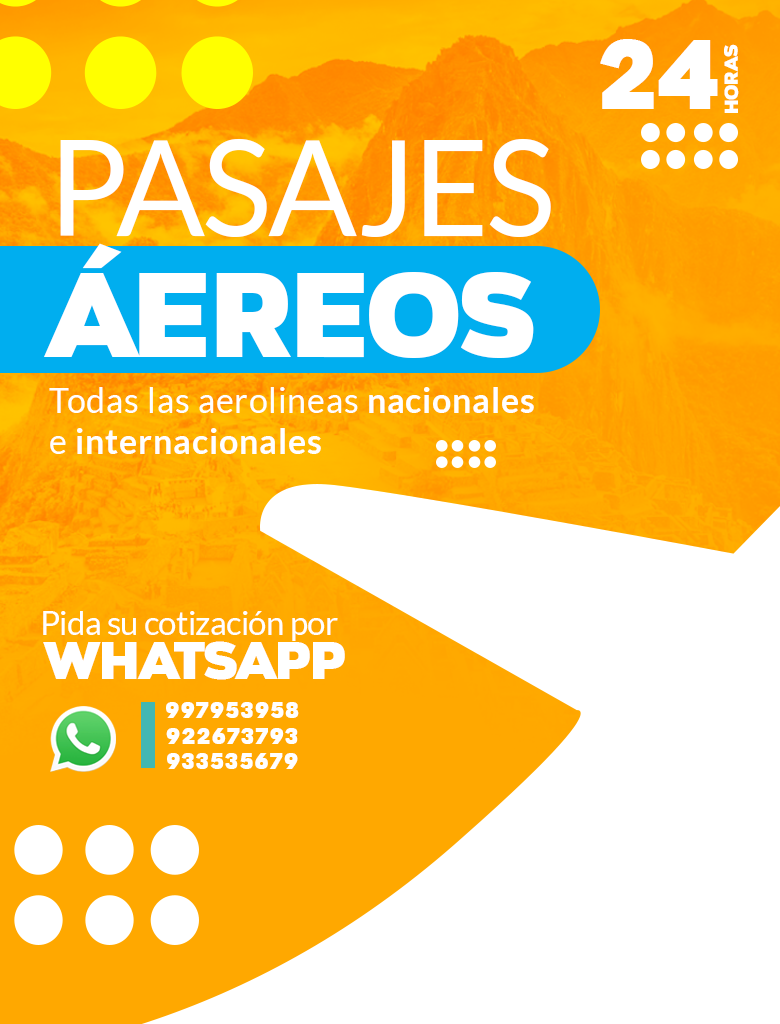 24 HORAS
PASAJES
ÁEREOS
Todas las aerolineas nacionales
e internacionales
Pida su cotización por
WHATSAPP
997953958
922673793
933535679